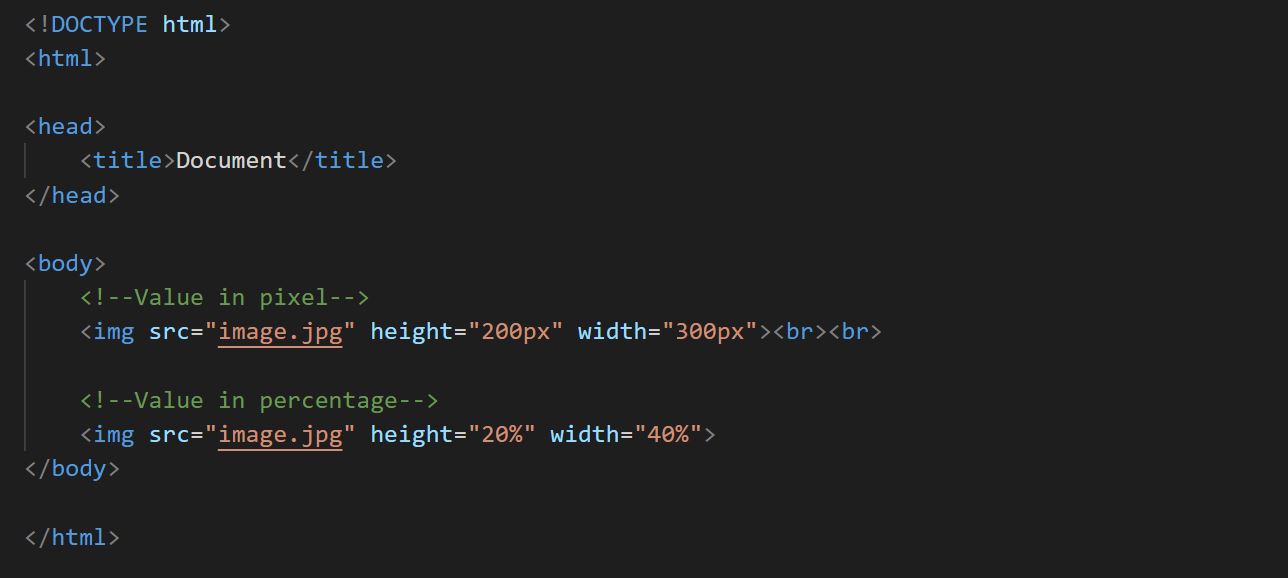 <!DOCTYPE html>
<html>
<head>
<title>Document</title>
</head>
<body>
<!--Value in pixel-->
<img src="image.jpg" height="200px" width="300px"><br><br>
<!--Value in percentage-->
<img src="image.jpg" height="20%" width="40%">
</body>
</html>